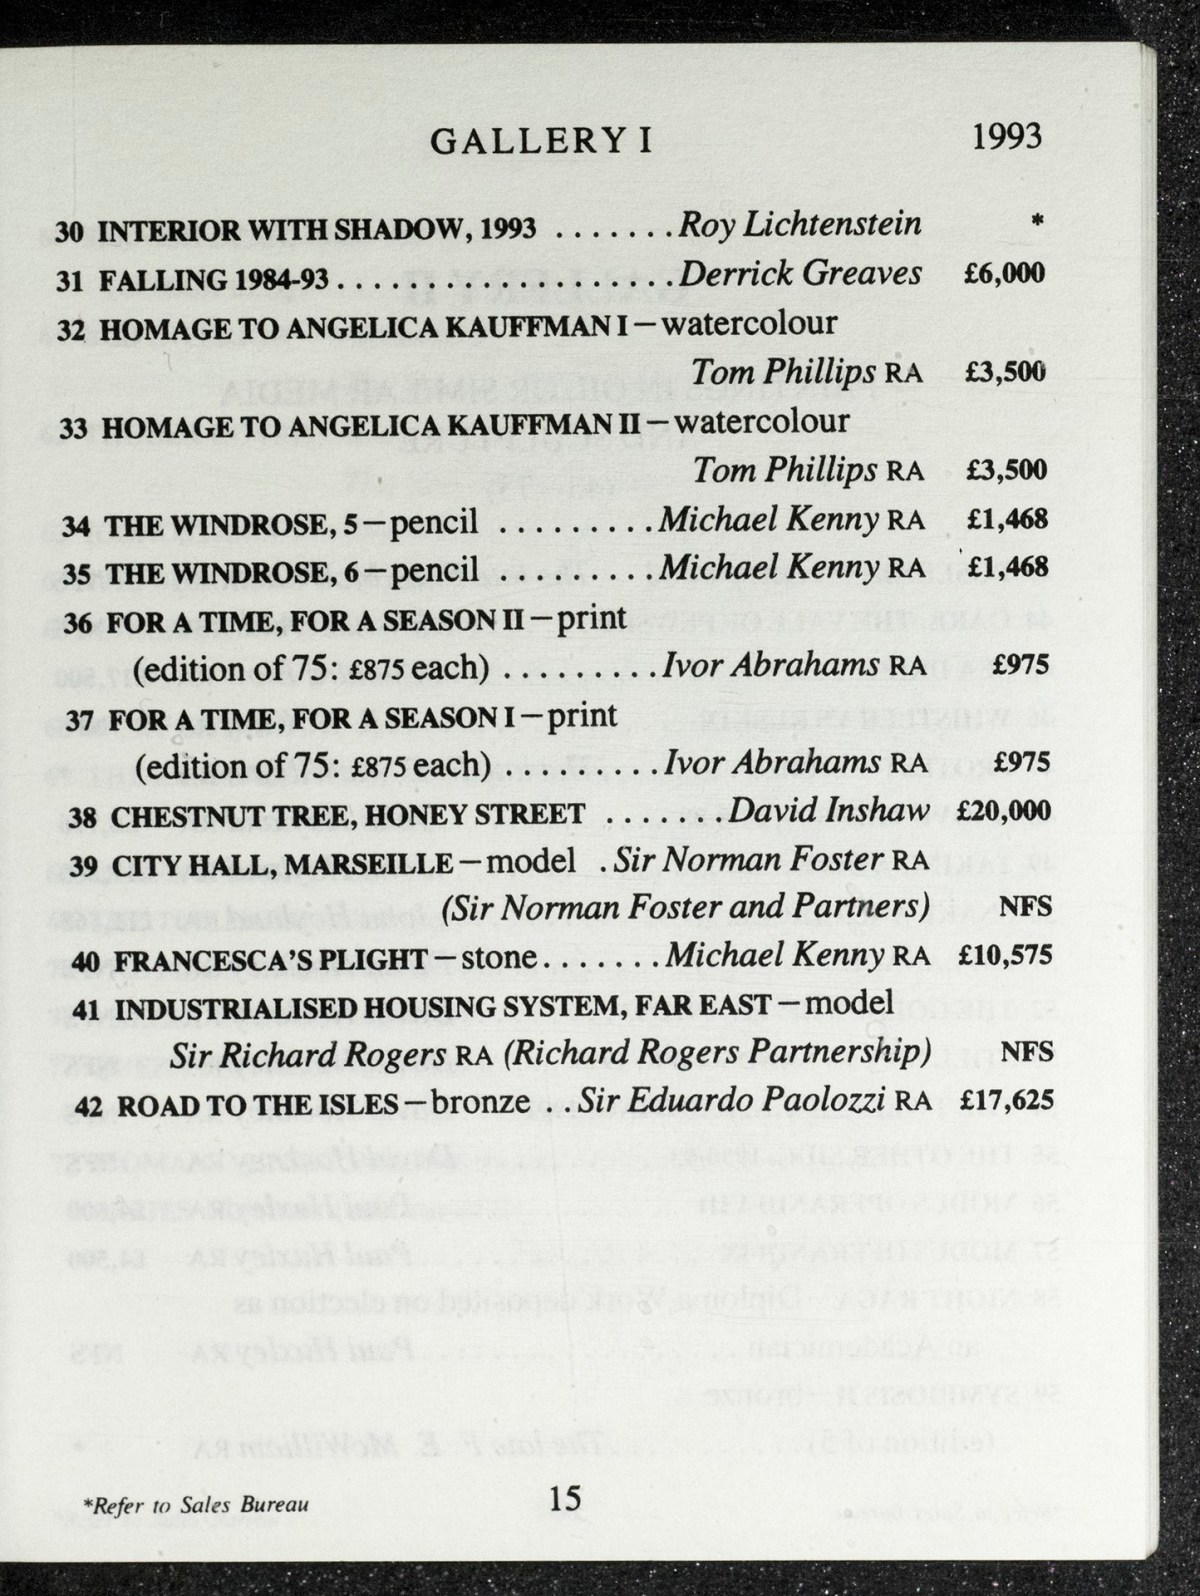 GALLERY I 1993
30 INTERIOR WITH SHADOW, 1993 ....... Roy Lichtenstein *
31 FALLING 1984-93 .................... Derrick Greaves £6,000
32 HOMAGE TO ANGELICA KAUFFMAN I — watercolour
Tom Phillips RA £3,500
33 HOMAGE TO ANGELICA KAUFFMAN II — watercolour
Tom Phillips RA £3,500
34 THE WINDROSE, 5 — pencil ......... Michael Kenny RA £1,468
35 THE WINDROSE, 6 — pencil ......... Michael Kenny RA £1,468
36 FOR A TIME, FOR A SEASON II — print
(edition of 75: £875 each) ......... Ivor Abrahams RA £975
37 FOR A TIME, FOR A SEASON I — print
(edition of 75: £875 each) ......... Ivor Abrahams RA £975
38 CHESTNUT TREE, HONEY STREET ....... David Inshaw £20,000
39 CITY HALL, MARSEILLE — model . Sir Norman Foster RA
(Sir Norman Foster and Partners) NFS
40 FRANCESCA'S PLIGHT — stone ....... Michael Kenny RA £10,575
41 INDUSTRIALISED HOUSING SYSTEM, FAR EAST — model
Sir Richard Rogers RA (Richard Rogers Partnership) NFS
42 ROAD TO THE ISLES — bronze .. Sir Eduardo Paolozzi RA £17,625
*Refer to Sales Bureau 15